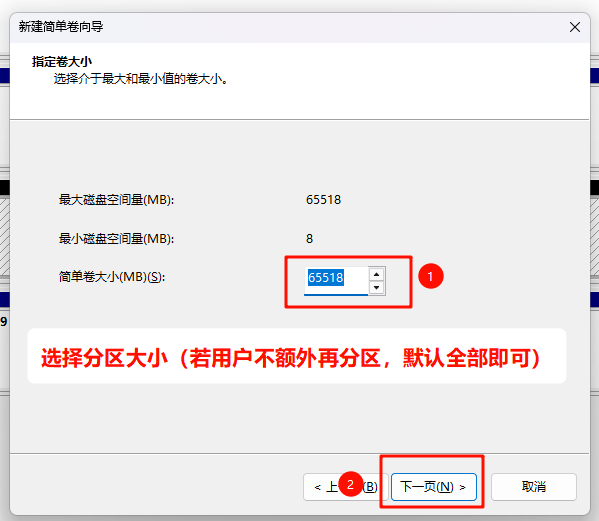 新建简单卷向导
指定卷大小
选择介于最大和最小值的卷大小。
最大磁盘空间量(MB): 65518
最小磁盘空间量(MB): 8
简单卷大小(MB)(S): 65518
1
9
选择分区大小（若用户不额外再分区，默认全部即可）
2
< 上 (B)
下一页(N) >
取消